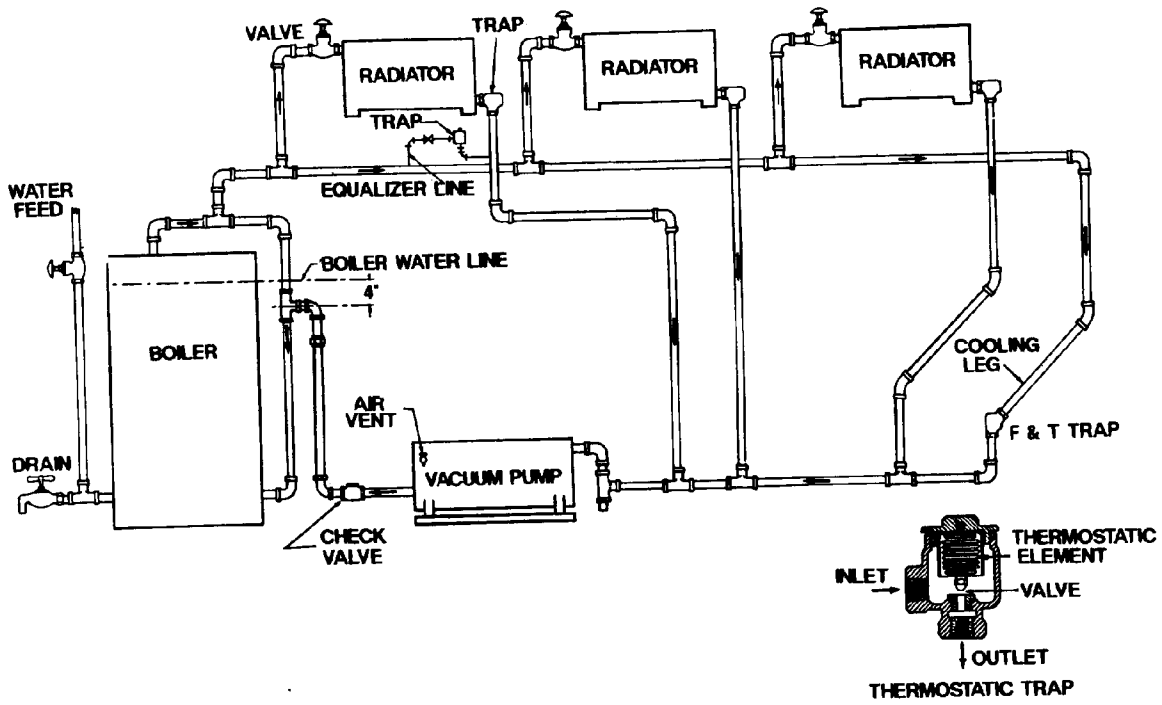 VALVE
TRAP
RADIATOR
RADIATOR
RADIATOR
TRAP
EQUALIZER LINE
WATER
FEED
BOILER WATER LINE
4"
BOILER
COOLING
LEG
AIR
VENT
F & T TRAP
DRAIN
VACUUM PUMP
CHECK
VALVE
THERMOSTATIC
ELEMENT
INLET
VALVE
OUTLET
THERMOSTATIC TRAP